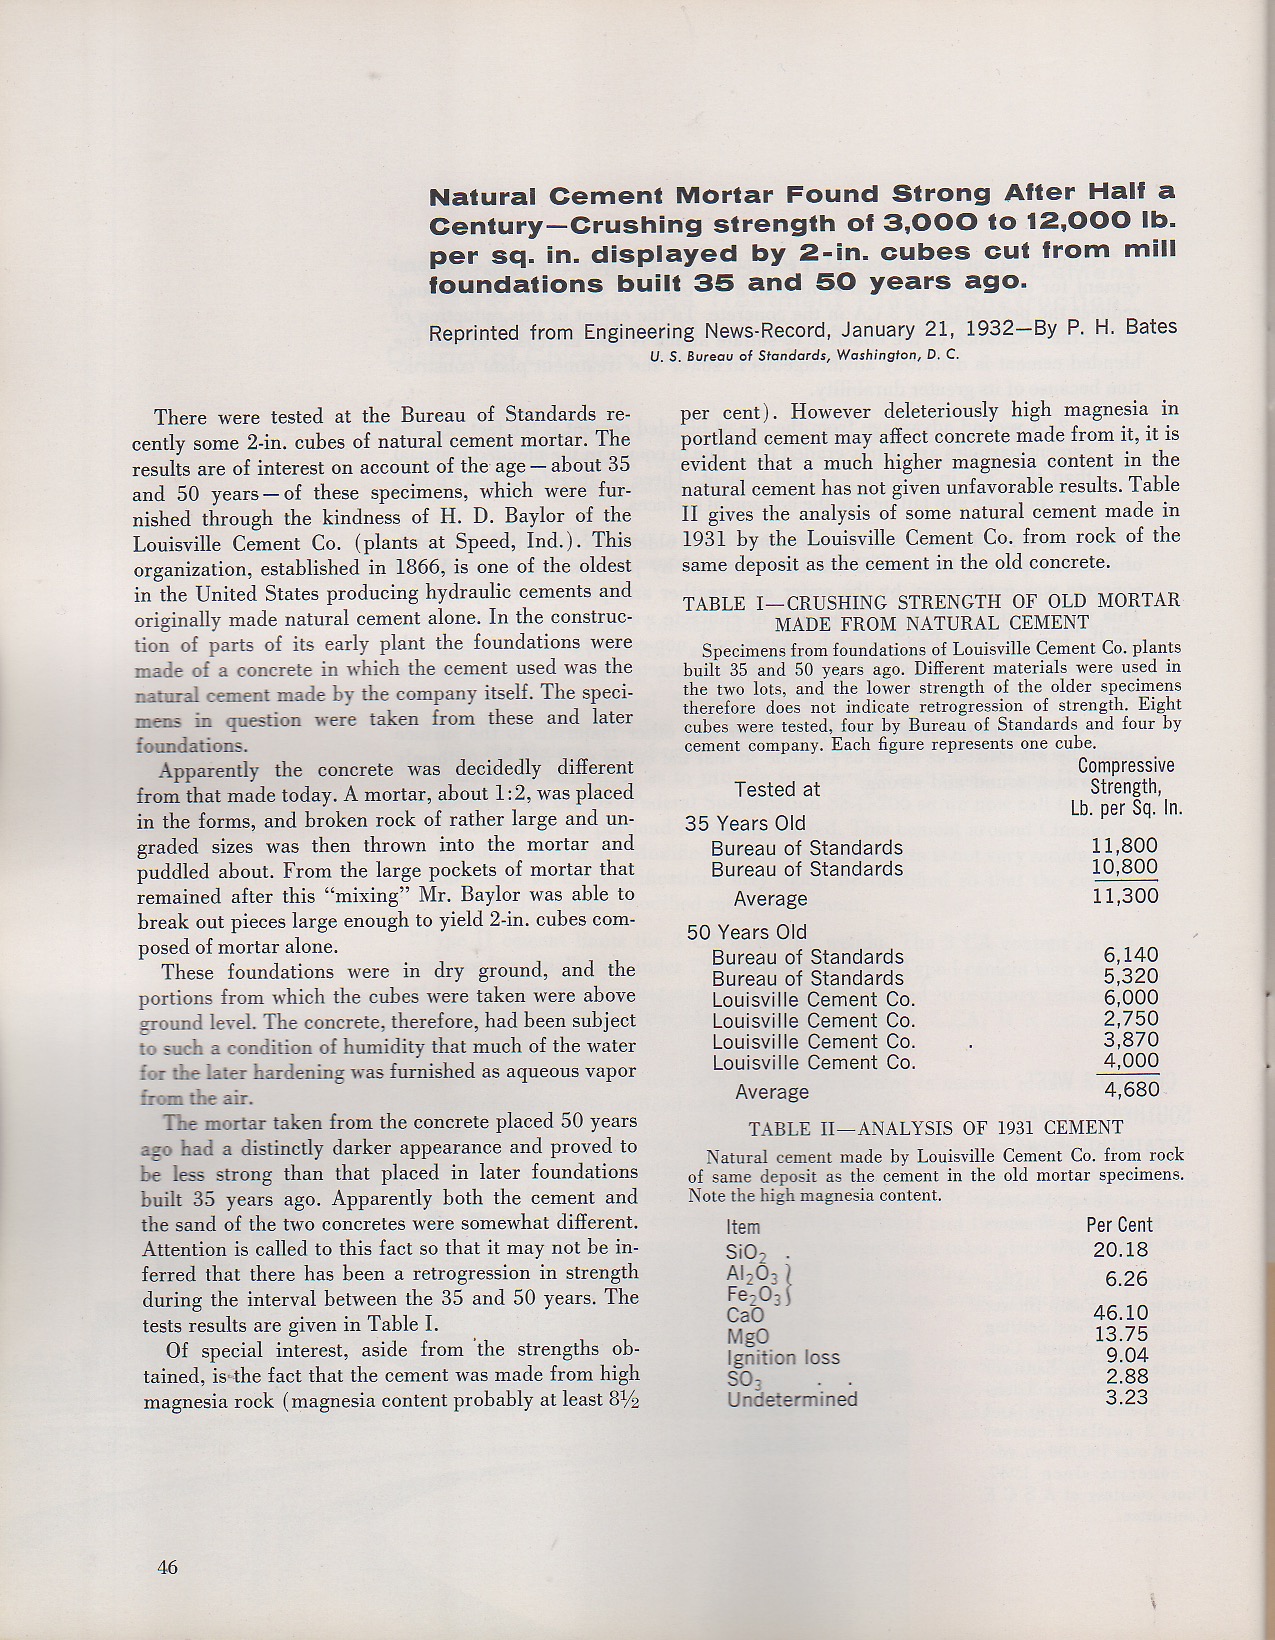 Natural Cement Mortar Found Strong After Half a
Century—Crushing strength of 3,000 to 12,000 lb.
per sq. in. displayed by 2-in. cubes cut from mill
foundations built 35 and 50 years ago.
Reprinted from Engineering News-Record, January 21, 1932—By P. H. Bates
U. S. Bureau of Standards, Washington, D. C.
There were tested at the Bureau of Standards re-
cently some 2-in. cubes of natural cement mortar. The
results are of interest on account of the age — about 35
and 50 years — of these specimens, which were fur-
nished through the kindness of H. D. Baylor of the
Louisville Cement Co. (plants at Speed, Ind.). This
organization, established in 1866, is one of the oldest
in the United States producing hydraulic cements and
originally made natural cement alone. In the construc-
tion of parts of its early plant the foundations were
made of a concrete in which the cement used was the
natural cement made by the company itself. The speci-
mens in question were taken from these and later
foundations.
Apparently the concrete was decidedly different
from that made today. A mortar, about 1:2, was placed
in the forms, and broken rock of rather large and un-
graded sizes was then thrown into the mortar and
puddled about. From the large pockets of mortar that
remained after this “mixing” Mr. Baylor was able to
break out pieces large enough to yield 2-in. cubes com-
posed of mortar alone.
These foundations were in dry ground, and the
portions from which the cubes were taken were above
ground level. The concrete, therefore, had been subject
to such a condition of humidity that much of the water
for the later hardening was furnished as aqueous vapor
from the air.
The mortar taken from the concrete placed 50 years
ago had a distinctly darker appearance and proved to
be less strong than that placed in later foundations
built 35 years ago. Apparently both the cement and
the sand of the two concretes were somewhat different.
Attention is called to this fact so that it may not be in-
ferred that there has been a retrogression in strength
during the interval between the 35 and 50 years. The
tests results are given in Table I.
Of special interest, aside from the strengths ob-
tained, is the fact that the cement was made from high
magnesia rock (magnesia content probably at least 8½
per cent). However deleteriously high magnesia in
portland cement may affect concrete made from it, it is
evident that a much higher magnesia content in the
natural cement has not given unfavorable results. Table
II gives the analysis of some natural cement made in
1931 by the Louisville Cement Co. from rock of the
same deposit as the cement in the old concrete.
TABLE I—CRUSHING STRENGTH OF OLD MORTAR
MADE FROM NATURAL CEMENT
Specimens from foundations of Louisville Cement Co. plants
built 35 and 50 years ago. Different materials were used in
the two lots, and the lower strength of the older specimens
therefore does not indicate retrogression of strength. Eight
cubes were tested, four by Bureau of Standards and four by
cement company. Each figure represents one cube.
Compressive
Tested at Strength,
Lb. per Sq. In.
35 Years Old
Bureau of Standards 11,800
Bureau of Standards 10,800
Average 11,300
50 Years Old
Bureau of Standards 6,140
Bureau of Standards 5,320
Louisville Cement Co. 6,000
Louisville Cement Co. 2,750
Louisville Cement Co. 3,870
Louisville Cement Co. 4,000
Average 4,680
TABLE II—ANALYSIS OF 1931 CEMENT
Natural cement made by Louisville Cement Co. from rock
of same deposit as the cement in the old mortar specimens.
Note the high magnesia content.
Item Per Cent
SiO₂ 20.18
Al₂O₃ }
Fe₂O₃ } 6.26
CaO 46.10
MgO 13.75
Ignition loss 9.04
SO₃ 2.88
Undetermined 3.23
46